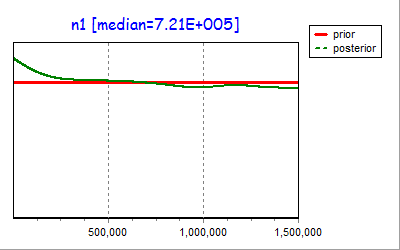 n1 [median=7.21E+005]
prior
posterior
500,000
1,000,000
1,500,000